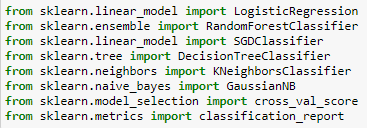 from sklearn.linear_model import LogisticRegression
from sklearn.ensemble import RandomForestClassifier
from sklearn.linear_model import SGDClassifier
from sklearn.tree import DecisionTreeClassifier
from sklearn.neighbors import KNeighborsClassifier
from sklearn.naive_bayes import GaussianNB
from sklearn.model_selection import cross_val_score
from sklearn.metrics import classification_report